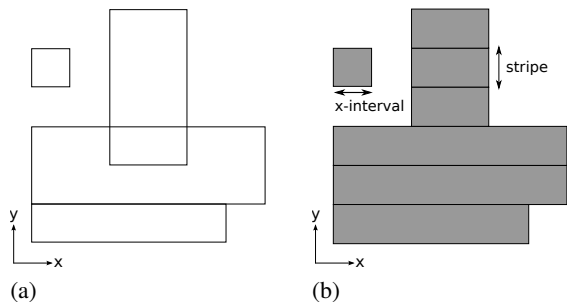 stripe
x-interval
y
x
y
x
(a)
(b)